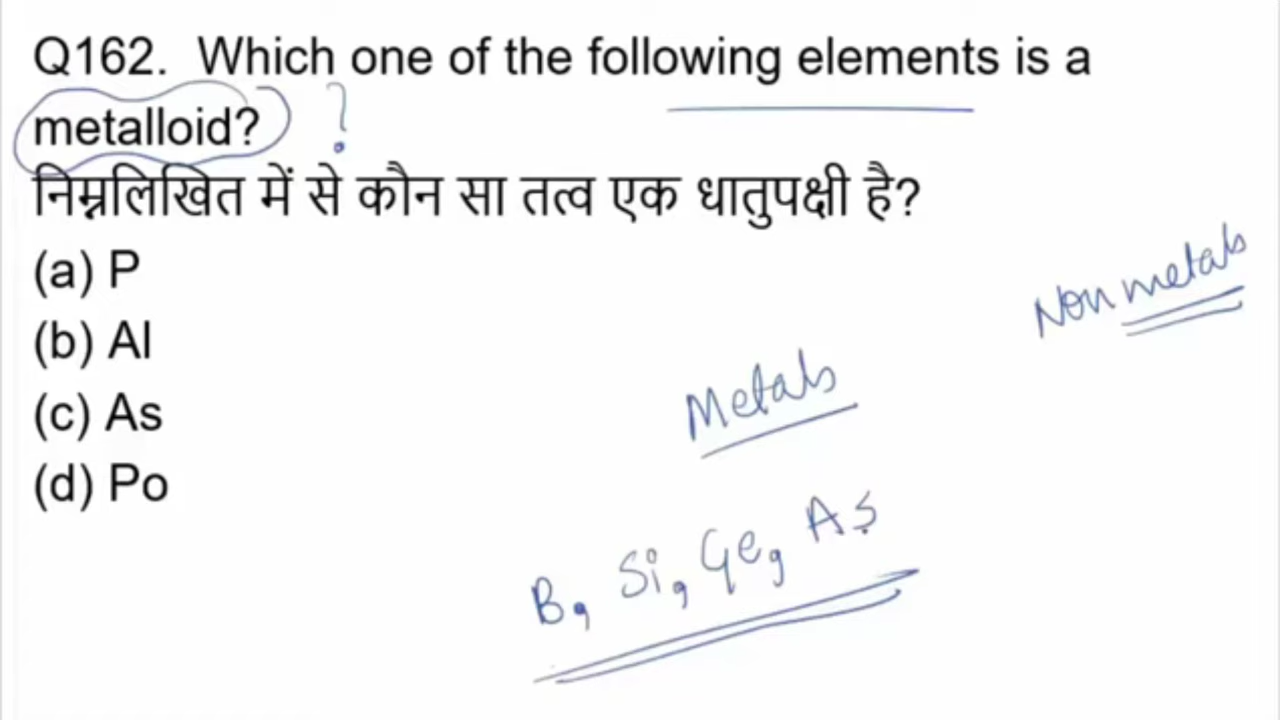 Q162. Which one of the following elements is a
metalloid? ?
निम्नलिखित में से कौन सा तत्व एक धातुपक्षी है?
(a) P
(b) Al
(c) As
(d) Po
Non metals
Metals
B, Si, Ge, As